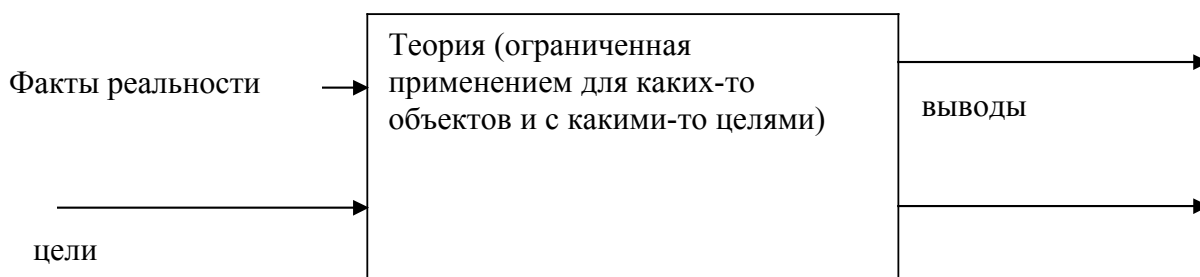 Факты реальности
Теория (ограниченная
применением для каких-то
объектов и с какими-то целями)
выводы
цели